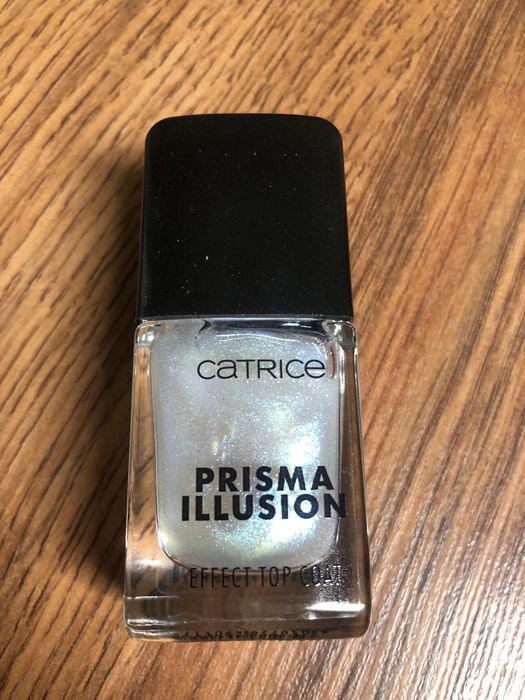 CATRICE
PRISMA
ILLUSION
EFFECT TOP COAT